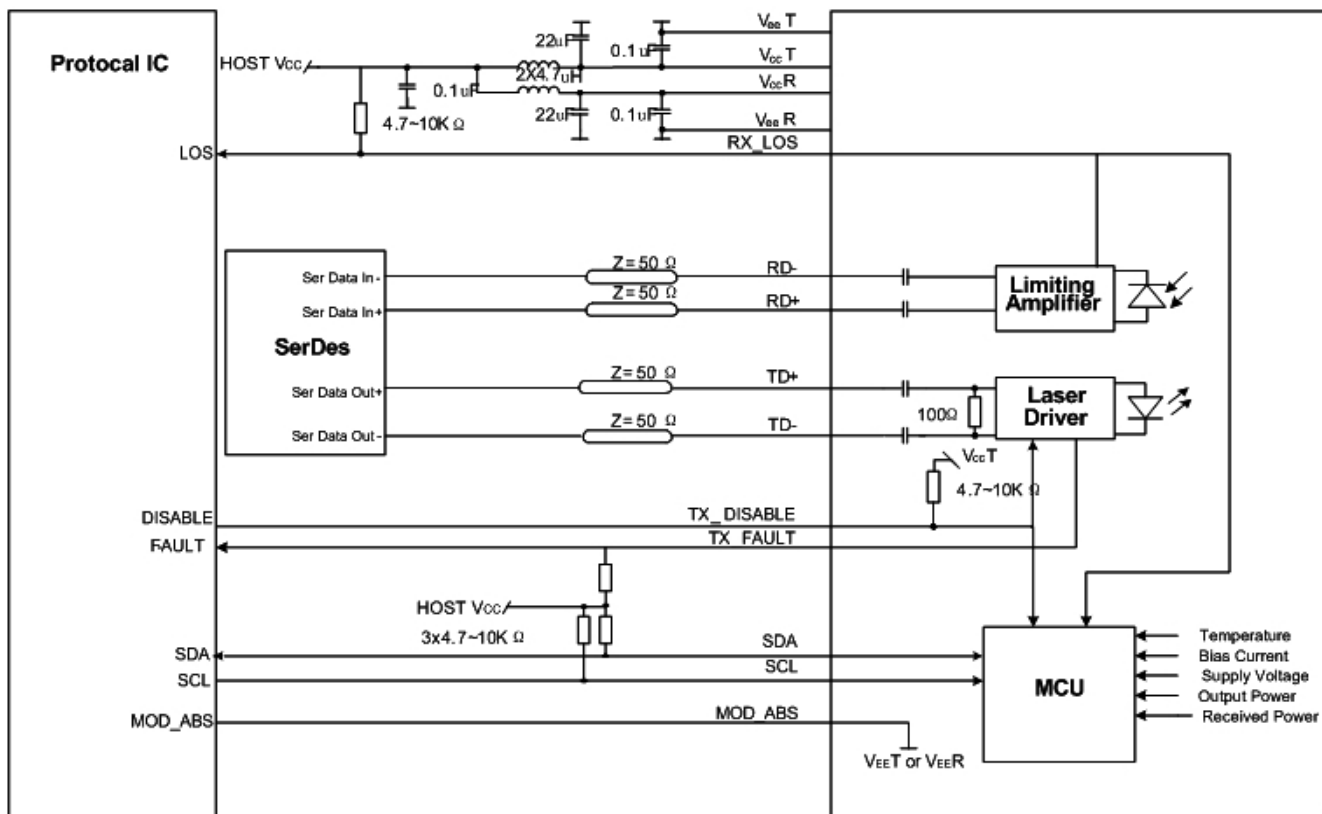 Protocal IC
HOST Vcc
22uF
0.1uF
VeeT
VccT
0.1uF
2X4.7uH
VccR
4.7~10K Ω
22uF
0.1uF
VeeR
LOS
RX_LOS
Z=50 Ω
RD-
Ser Data In-
Z=50 Ω
RD+
Ser Data In+
Limiting
Amplifier
SerDes
Z=50 Ω
TD+
Ser Data Out+
Z=50 Ω
TD-
Ser Data Out-
100Ω
Laser
Driver
VccT
4.7~10K Ω
DISABLE
TX_DISABLE
FAULT
TX_FAULT
HOST Vcc
3x4.7~10K Ω
SDA
SDA
SCL
SCL
MOD_ABS
MOD_ABS
VEET or VEER
MCU
Temperature
Bias Current
Supply Voltage
Output Power
Received Power